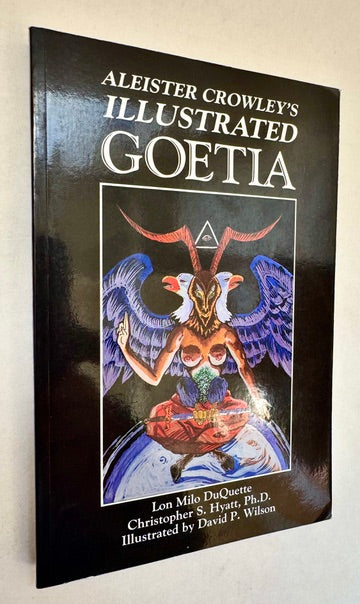 ALEISTER CROWLEY'S
ILLUSTRATED
GOETIA
Lon Milo DuQuette
Christopher S. Hyatt, Ph.D.
Illustrated by David P. Wilson